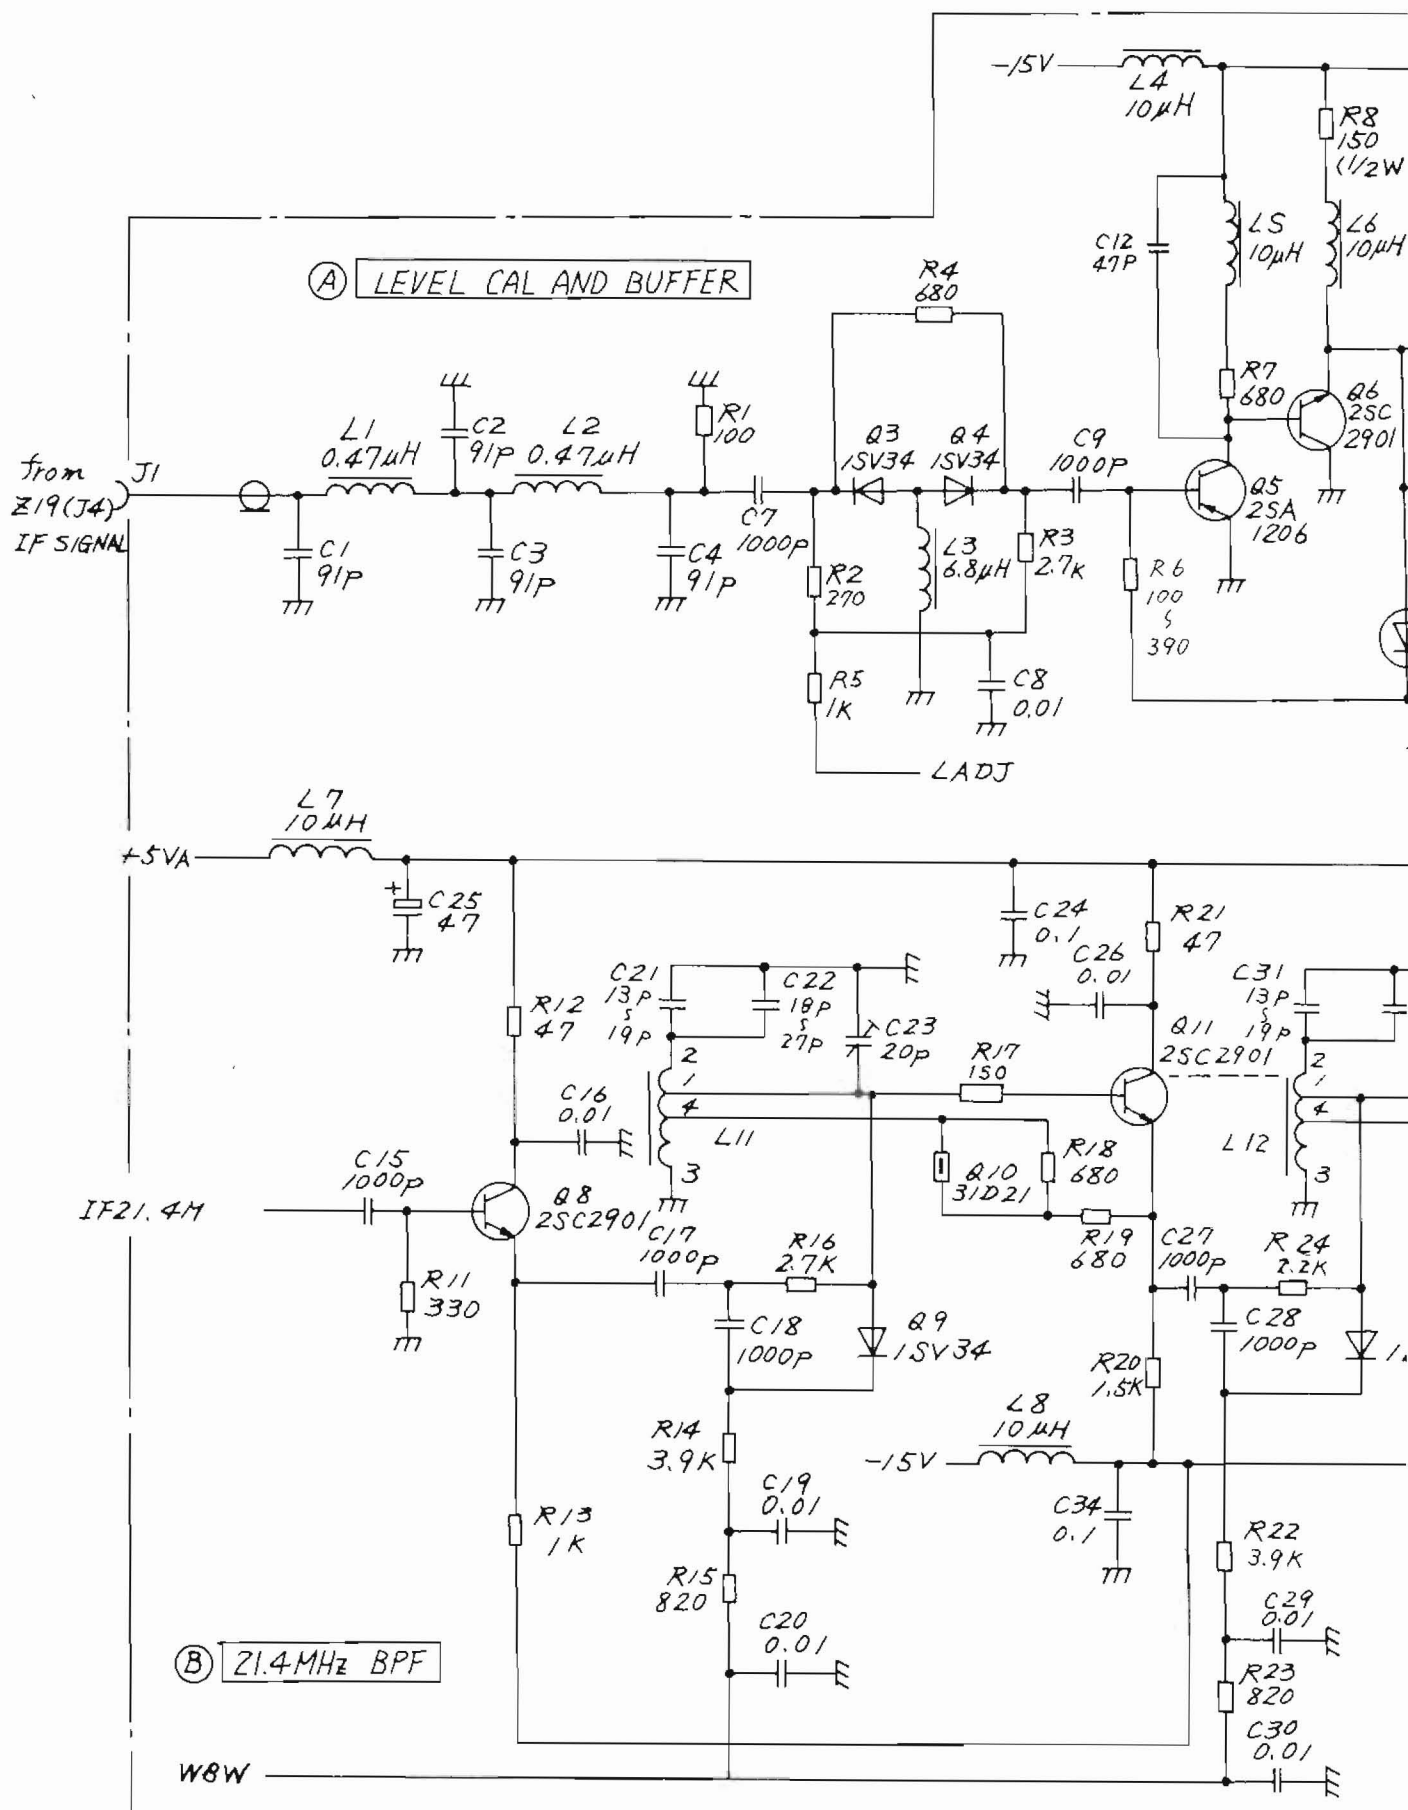 -15V
L4
10μH
R8
150
(1/2W
C12
47P
L5
10μH
L6
10μH
A LEVEL CAL AND BUFFER
R4
680
R7
680
Q6
2SC
2901
from
Z19(J4)
IF SIGNAL
J1
L1
0.47μH
C2
91P
L2
0.47μH
R1
100
Q3
1SV34
Q4
1SV34
C9
1000P
Q5
2SA
1206
C1
91P
C3
91P
C4
91P
C7
1000P
R2
270
L3
6.8μH
R3
2.7K
R6
100
~
390
R5
1K
C8
0.01
LADJ
L7
10μH
+5VA
C25
+
47
C24
0.1
R21
47
C26
0.01
C21
13P
~
19P
C22
18P
~
27P
C23
20P
C31
13P
~
19P
R12
47
R17
150
Q11
2SC2901
2
1
4
3
L11
C16
0.01
2
1
4
3
L12
C15
1000P
IF21.4M
Q8
2SC2901
Q10
31D21
R18
680
R11
330
C17
1000P
R16
2.7K
R19
680
C27
1000P
R24
2.2K
C18
1000P
Q9
1SV34
C28
1000P
R20
1.5K
R14
3.9K
L8
10μH
-15V
R13
1K
C19
0.01
C34
0.1
R22
3.9K
R15
820
C20
0.01
C29
0.01
B 21.4MHz BPF
R23
820
C30
0.01
W8W